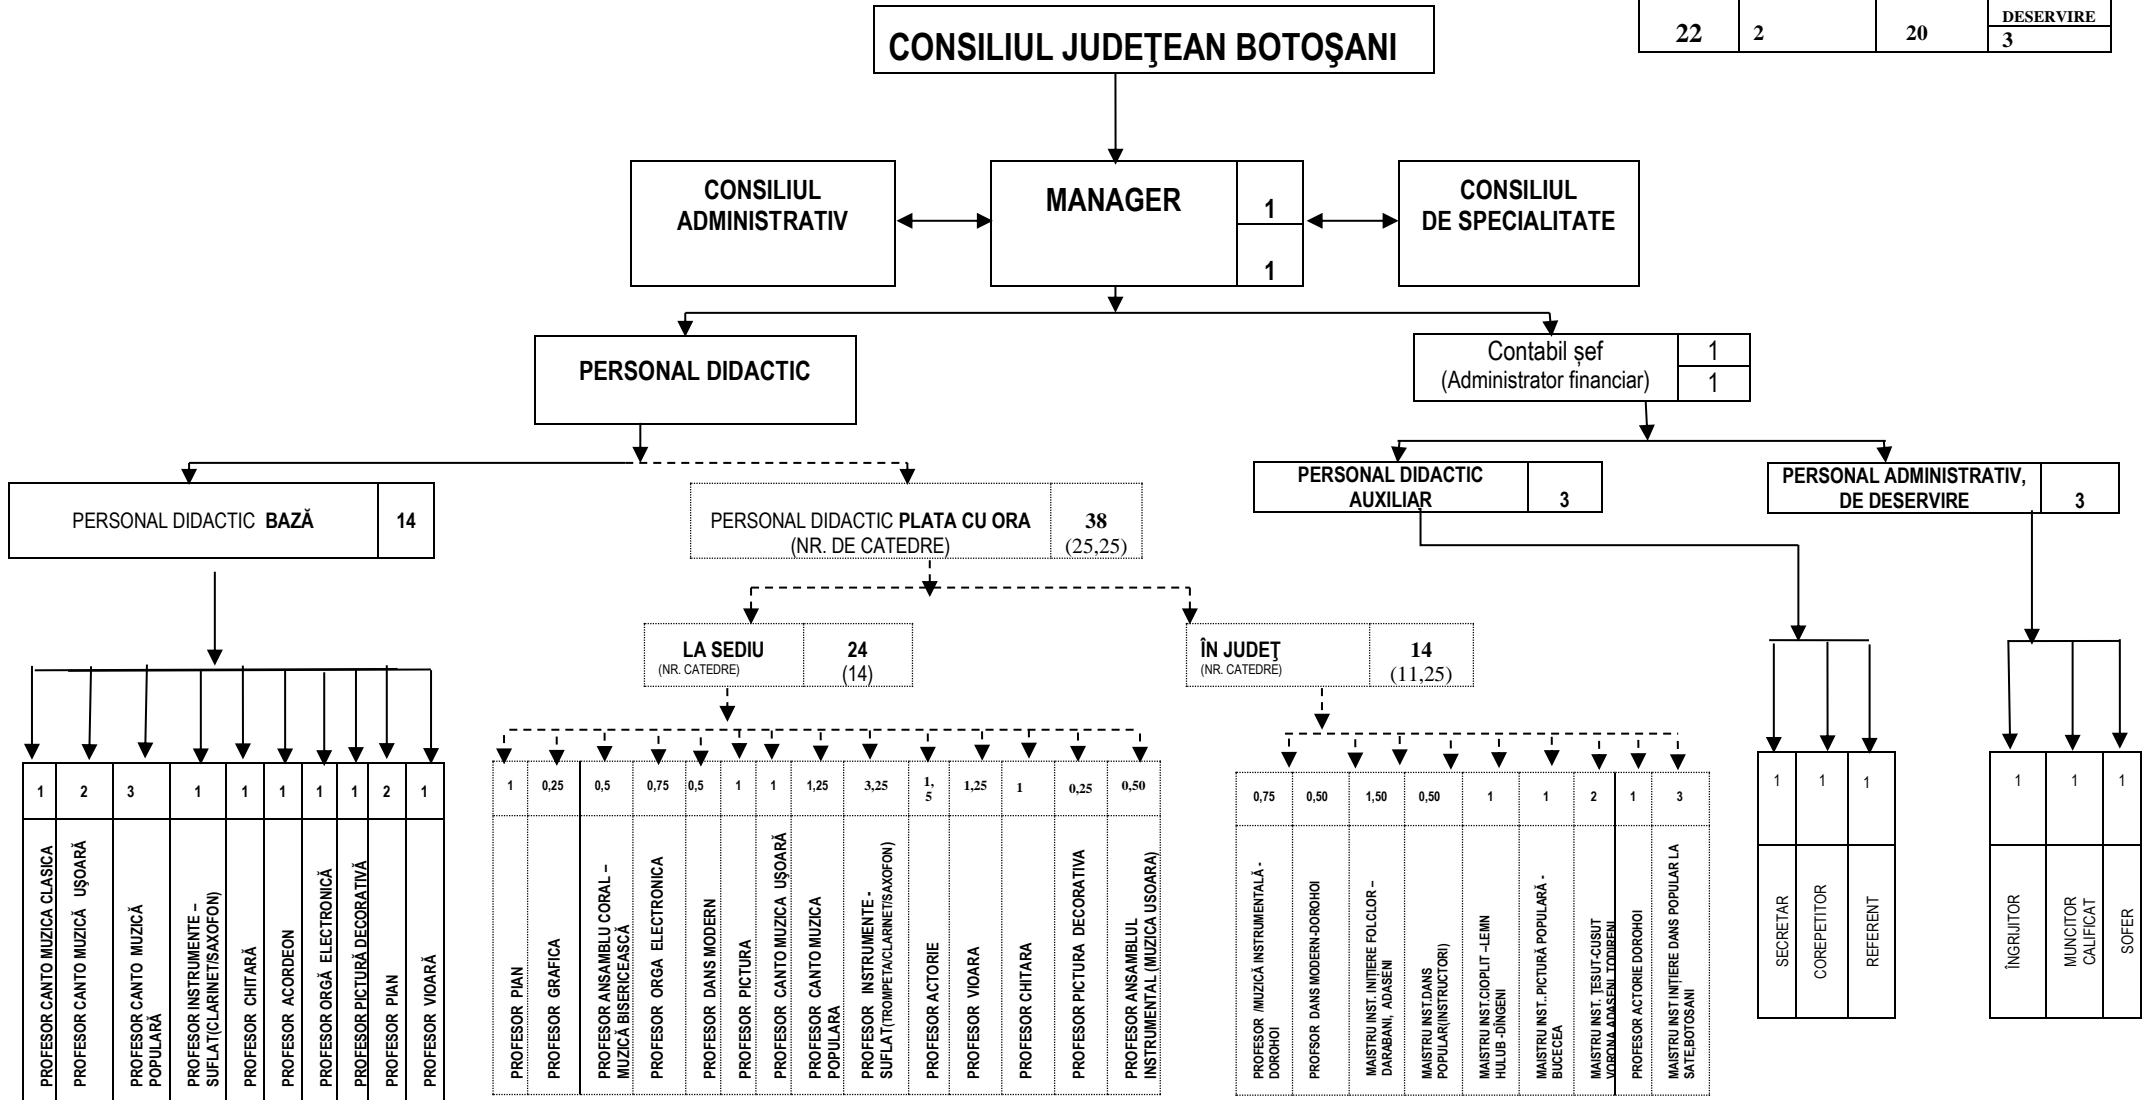 DESERVIRE
22 2 20 3
CONSILIUL JUDEŢEAN BOTOŞANI
CONSILIUL
ADMINISTRATIV
MANAGER
1
1
CONSILIUL
DE SPECIALITATE
PERSONAL DIDACTIC
Contabil șef
(Administrator financiar)
1
1
PERSONAL DIDACTIC BAZĂ
14
PERSONAL DIDACTIC PLATA CU ORA
(NR. DE CATEDRE)
38
(25,25)
PERSONAL DIDACTIC
AUXILIAR
3
PERSONAL ADMINISTRATIV,
DE DESERVIRE
3
LA SEDIU
(NR. CATEDRE)
24
(14)
ÎN JUDEŢ
(NR. CATEDRE)
14
(11,25)
1
PROFESOR CANTO MUZICA CLASICA
2
PROFESOR CANTO MUZICĂ UŞOARĂ
3
PROFESOR CANTO MUZICĂ
POPULARĂ
1
PROFESOR INSTRUMENTE –
SUFLAT(CLARINET/SAXOFON)
1
PROFESOR CHITARĂ
1
PROFESOR ACORDEON
1
PROFESOR ORGĂ ELECTRONICĂ
1
PROFESOR PICTURĂ DECORATIVĂ
2
PROFESOR PIAN
1
PROFESOR VIOARĂ
1
PROFESOR PIAN
0,25
PROFESOR GRAFICA
0,5
PROFESOR ANSAMBLU CORAL –
MUZICĂ BISERICEASCĂ
0,75
PROFESOR ORGA ELECTRONICA
0,5
PROFESOR DANS MODERN
1
PROFESOR PICTURA
1
PROFESOR CANTO MUZICA UŞOARĂ
1,25
PROFESOR CANTO MUZICA
POPULARA
3,25
PROFESOR INSTRUMENTE -
SUFLAT(TROMPETA/CLARINET/SAXOFON)
1,
5
PROFESOR ACTORIE
1,25
PROFESOR VIOARA
1
PROFESOR CHITARA
0,25
PROFESOR PICTURA DECORATIVA
0,50
PROFESOR ANSAMBLUL
INSTRUMENTAL (MUZICA USOARA)
0,75
PROFESOR /MUZICĂ INSTRUMENTALĂ -
DOROHOI
0,50
PROFSOR DANS MODERN-DOROHOI
1,50
MAISTRU INST. INIȚIERE FOLCLOR –
DARABANI, ADASENI
0,50
MAISTRIU INST.DANS
POPULAR(INSTRUCTORI)
1
MAISTRU INST.CIOPLIT –LEMN
HULUB -DÎNGENI
1
MAISTRU INST. PICTURĂ POPULARĂ -
BUCECEA
2
MAISTRU INST. ŢESUT-CUSUT
VORONA,ADAȘENI, TODIRENI
1
PROFESOR ACTORIE DOROHOI
3
MAISTRU INST INIȚIERE DANS POPULAR LA
SATE,BOTOSANI
1
SECRETAR
1
COREPETITOR
1
REFERENT
1
ÎNGRIJITOR
1
MUNCITOR
CALIFICAT
1
SOFER